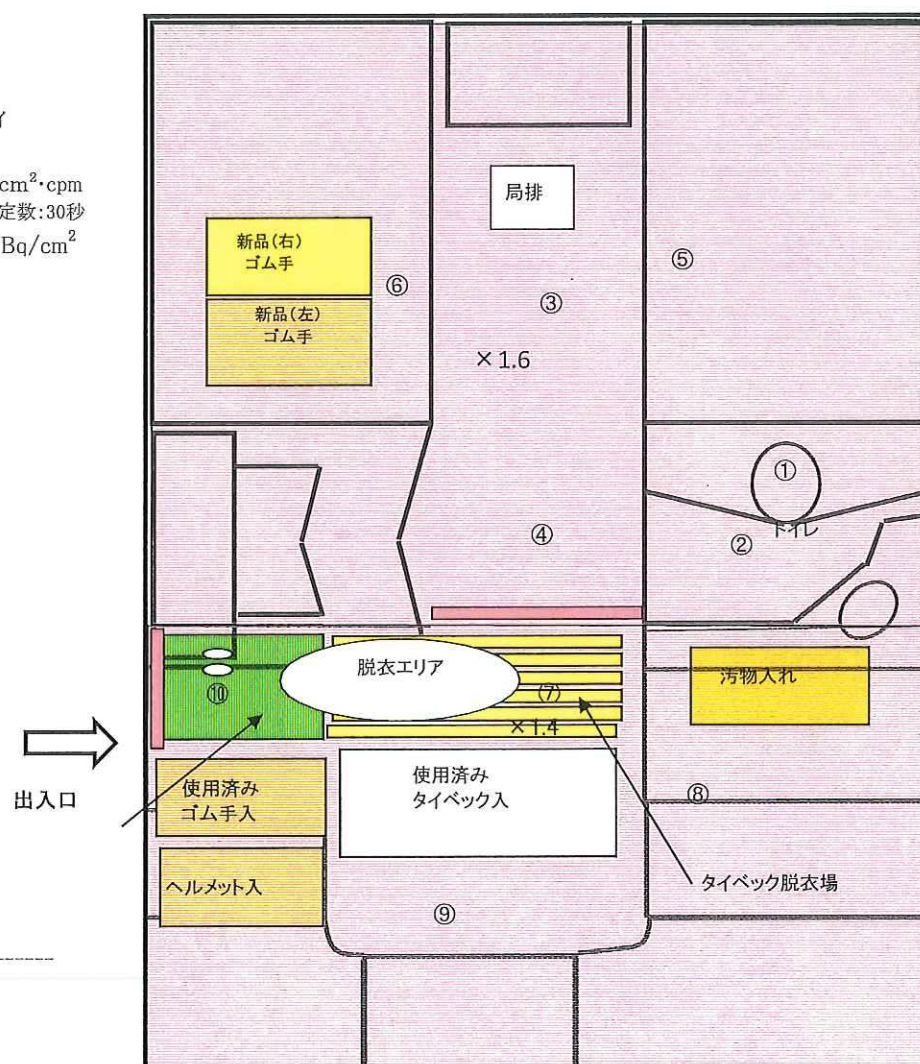 イ
cm²・cpm
定数:30秒
Bq/cm²
局排
新品(右)
ゴム手
⑥
新品(左)
ゴム手
③
⑤
×1.6
①
トイレ
②
④
脱衣エリア
⑩
⑦
×1.4
汚物入れ
出入口
使用済み
ゴム手入
使用済み
タイベック入
⑧
ヘルメット入
タイベック脱衣場
⑨